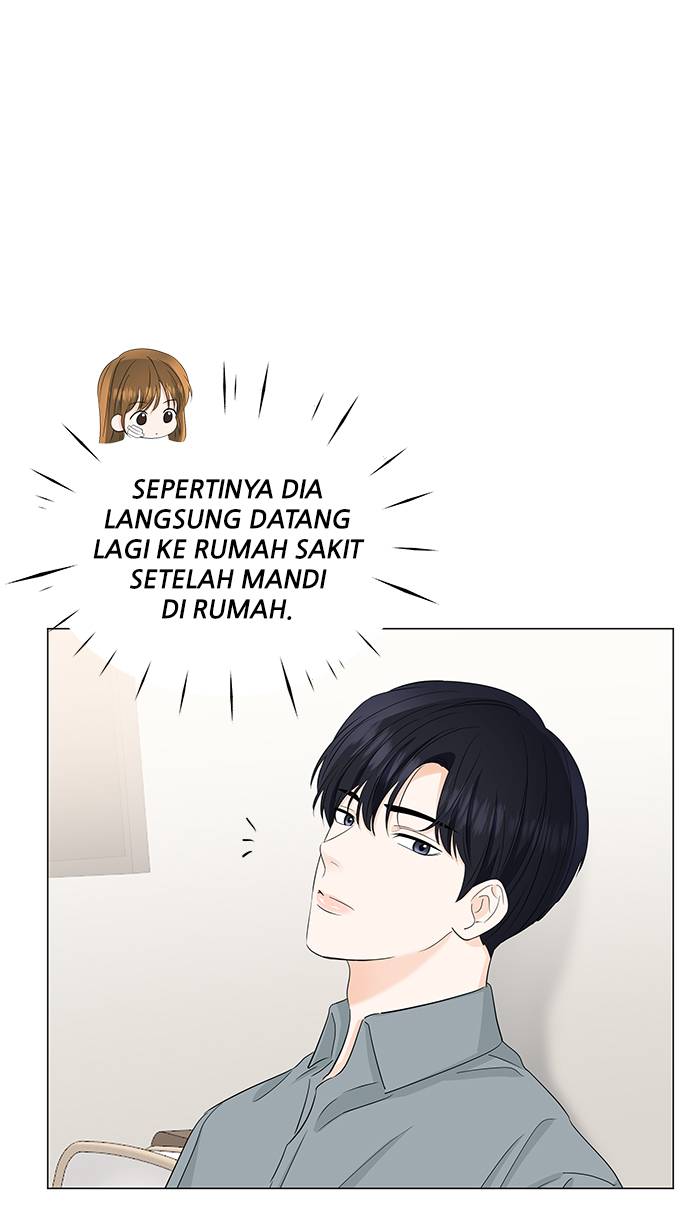 SEPERTINYA DIA
LANGSUNG DATANG
LAGI KE RUMAH SAKIT
SETELAH MANDI
DI RUMAH.